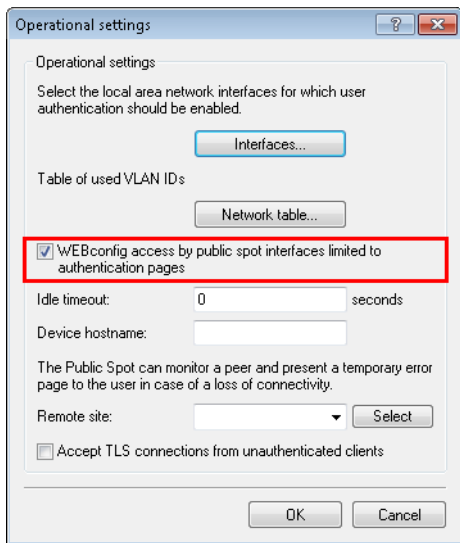 Operational settings
?
Operational settings
Select the local area network interfaces for which user
authentication should be enabled.
Interfaces...
Table of used VLAN IDs
Network table...
WEBconfig access by public spot interfaces limited to
authentication pages
Idle timeout: 0 seconds
Device hostname:
The Public Spot can monitor a peer and present a temporary error
page to the user in case of a loss of connectivity.
Remote site: Select
Accept TLS connections from unauthenticated clients
OK Cancel